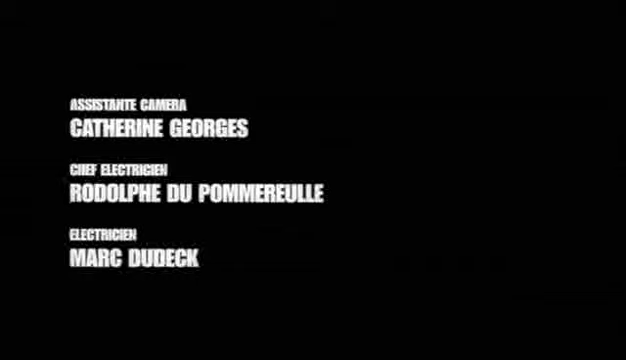 ASSISTANTE CAMERA
CATHERINE GEORGES
CHEF ELECTRICIEN
RODOLPHE DU POMMEREULLE
ELECTRICIEN
MARC DUDECK